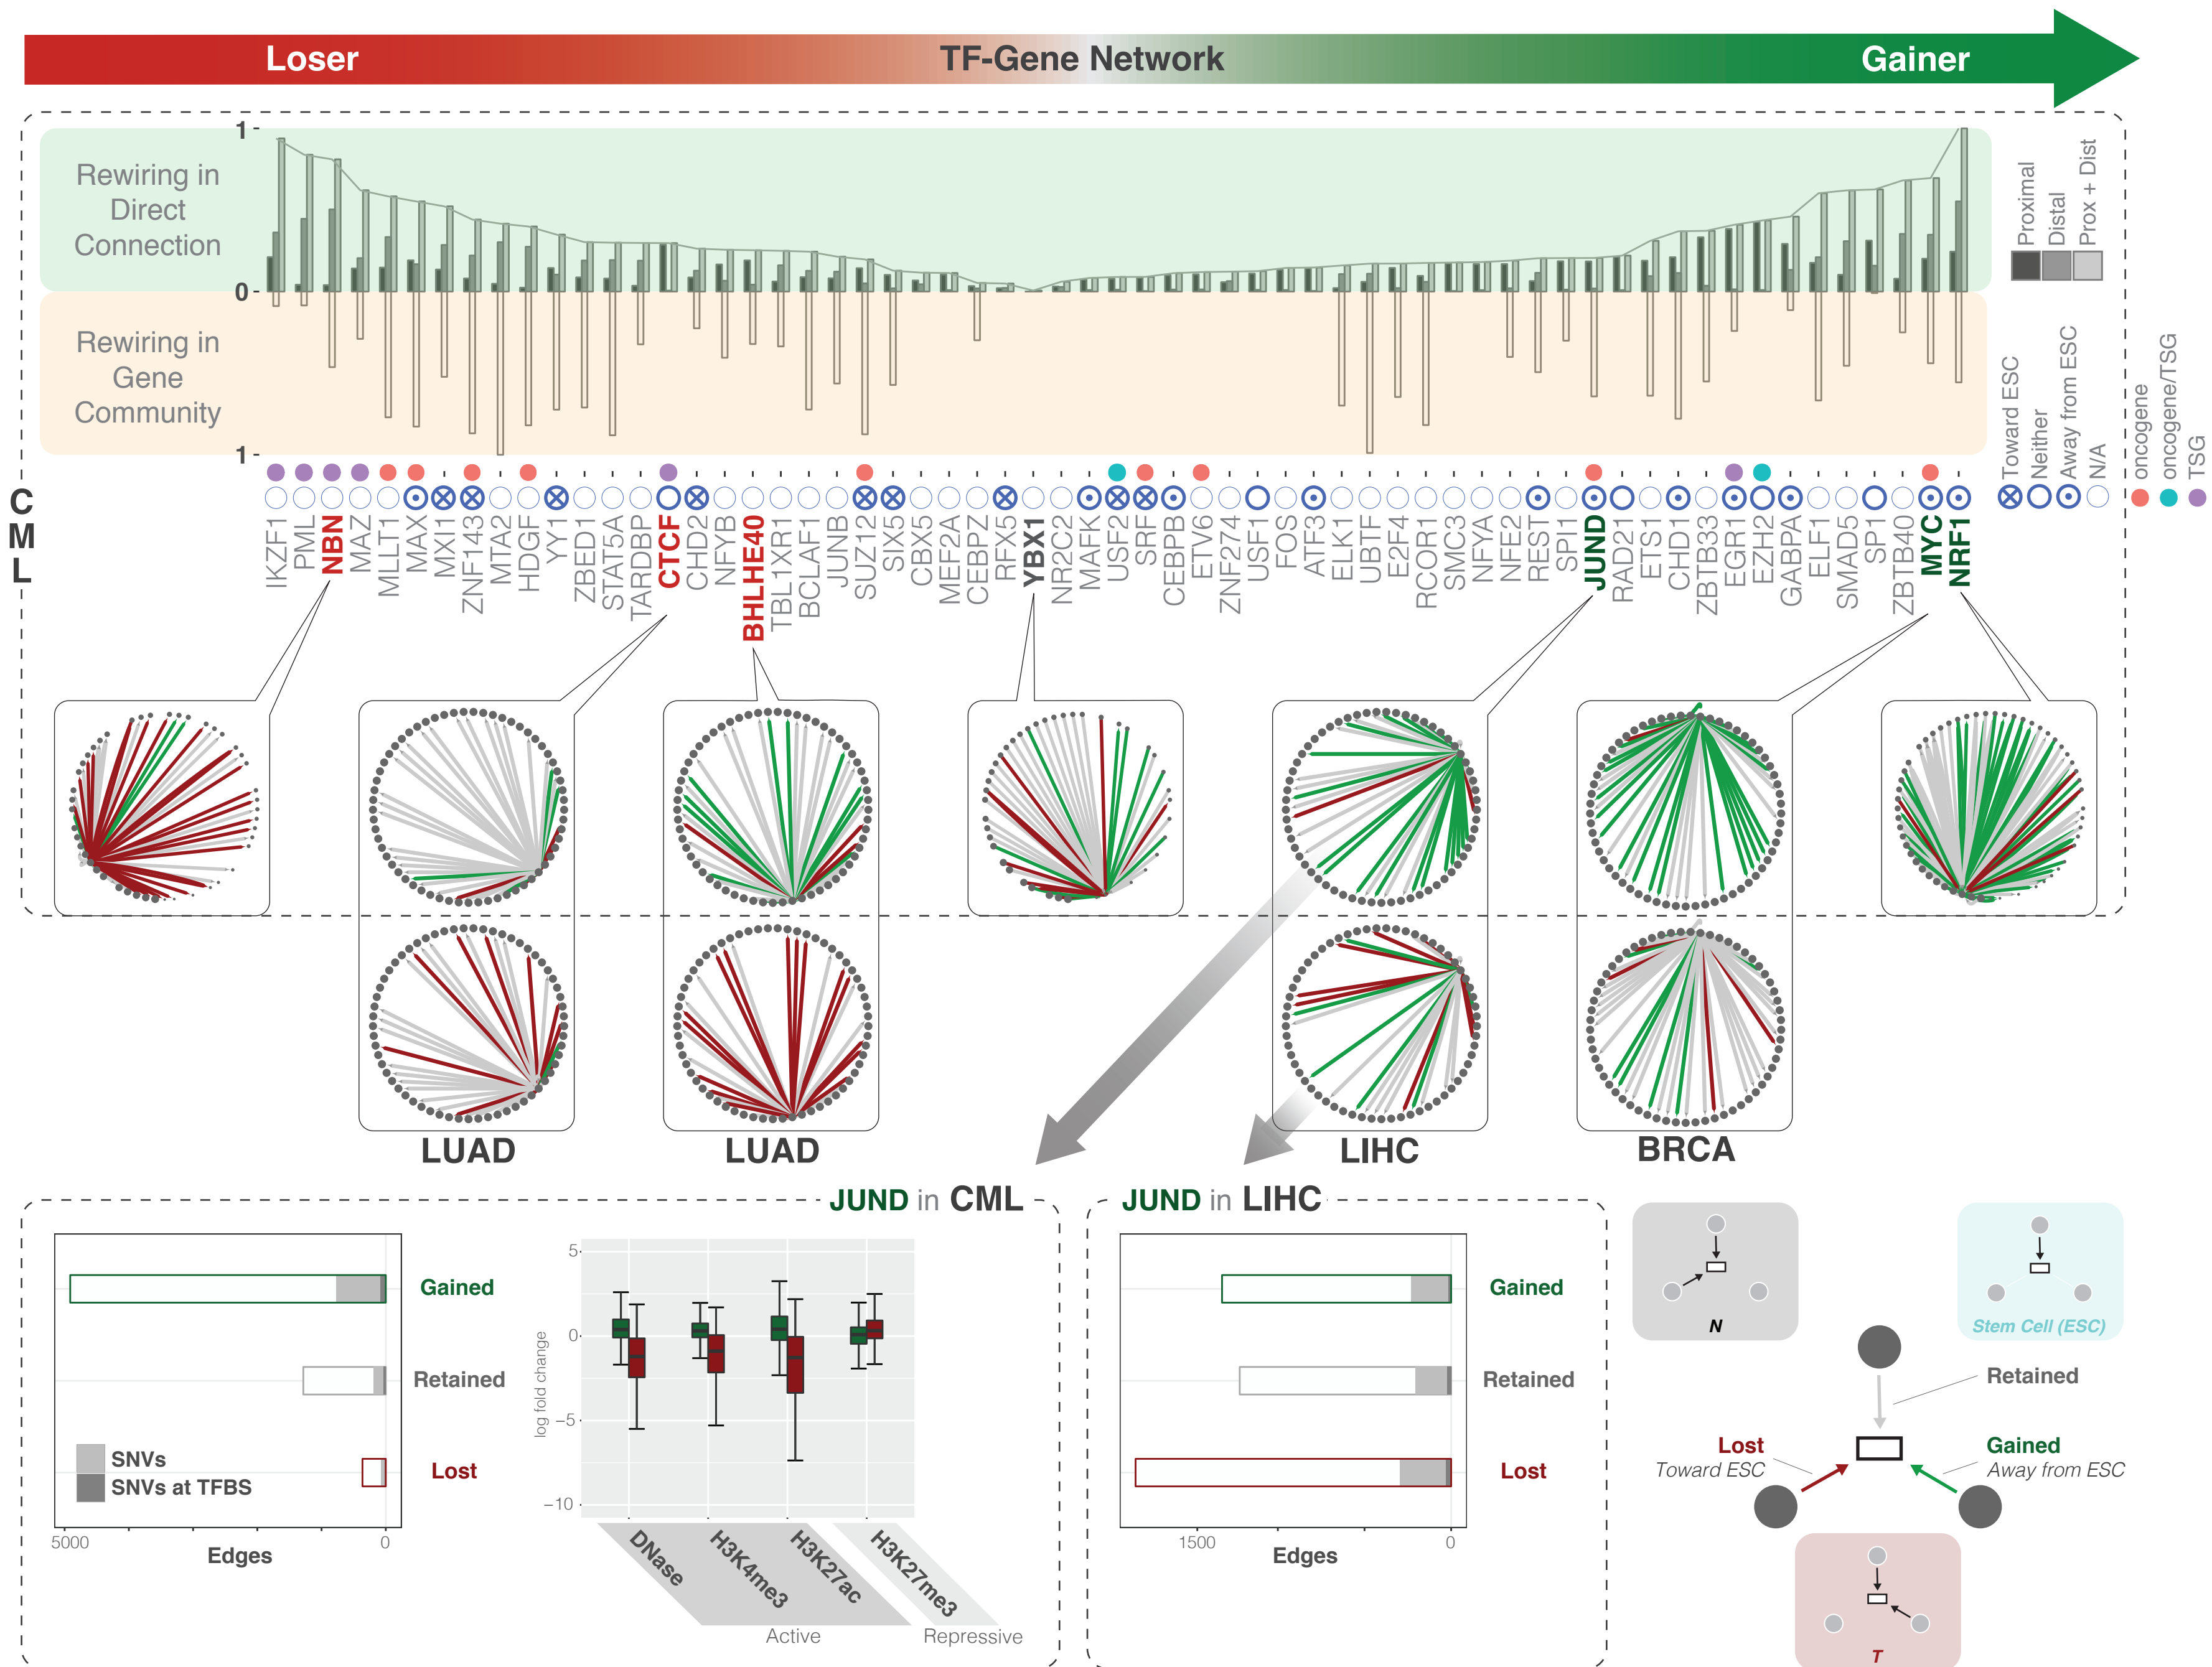 Loser
TF-Gene Network
Gainer
1
Rewiring in
Direct
Connection
0
Rewiring in
Gene
Community
1
Proximal
Distal
Prox + Dist
Toward ESC
Neither
Away from ESC
N/A
oncogene
oncogene/TSG
TSG
CML
IKZF1
PML
NBN
MAZ
MLLT1
MAX
MXI1
ZNF143
MTA2
HDGF
YY1
ZBED1
STAT5A
TARDBP
CTCF
CHD2
NFYB
BHLHE40
TBL1XR1
BCLAF1
JUNB
SUZ12
SIX5
CBX5
MEF2A
CEBPZ
RFX5
YBX1
NR2C2
MAFK
USF2
SRF
CEBPB
ETV6
ZNF274
USF1
FOS
ATF3
ELK1
UBTF
E2F4
RCOR1
SMC3
NFYA
NFE2
REST
SPI1
JUND
RAD21
ETS1
CHD1
ZBTB33
EGR1
EZH2
GABPA
ELF1
SMAD5
SP1
ZBTB40
MYC
NRF1
LUAD
LUAD
LIHC
BRCA
JUND in CML
Gained
Retained
Lost
SNVs
SNVs at TFBS
5000
0
Edges
log fold change
5
0
−5
−10
DNase
H3K4me3
H3K27ac
H3K27me3
Active
Repressive
JUND in LIHC
Gained
Retained
Lost
1500
0
Edges
N
Stem Cell (ESC)
Retained
Lost
Toward ESC
Gained
Away from ESC
T